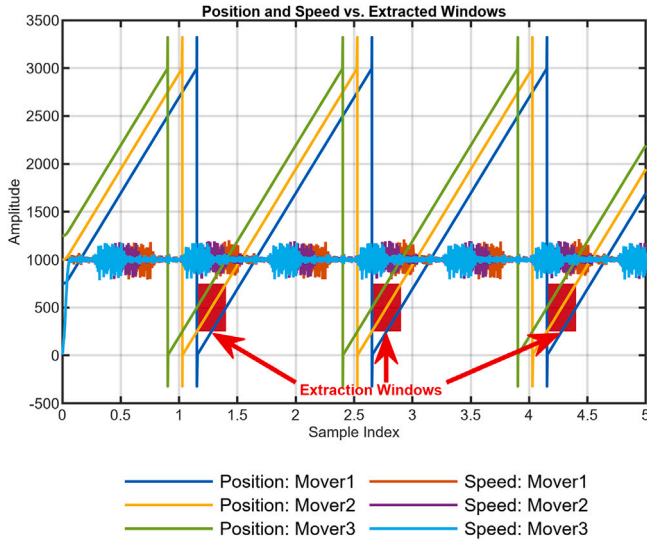 Position and Speed vs. Extracted Windows
3500
3000
2500
2000
1500
1000
500
0
-500
Amplitude
Extraction Windows
0 0.5 1 1.5 2 2.5 3 3.5 4 4.5 5
Sample Index
Position: Mover1 Speed: Mover1
Position: Mover2 Speed: Mover2
Position: Mover3 Speed: Mover3